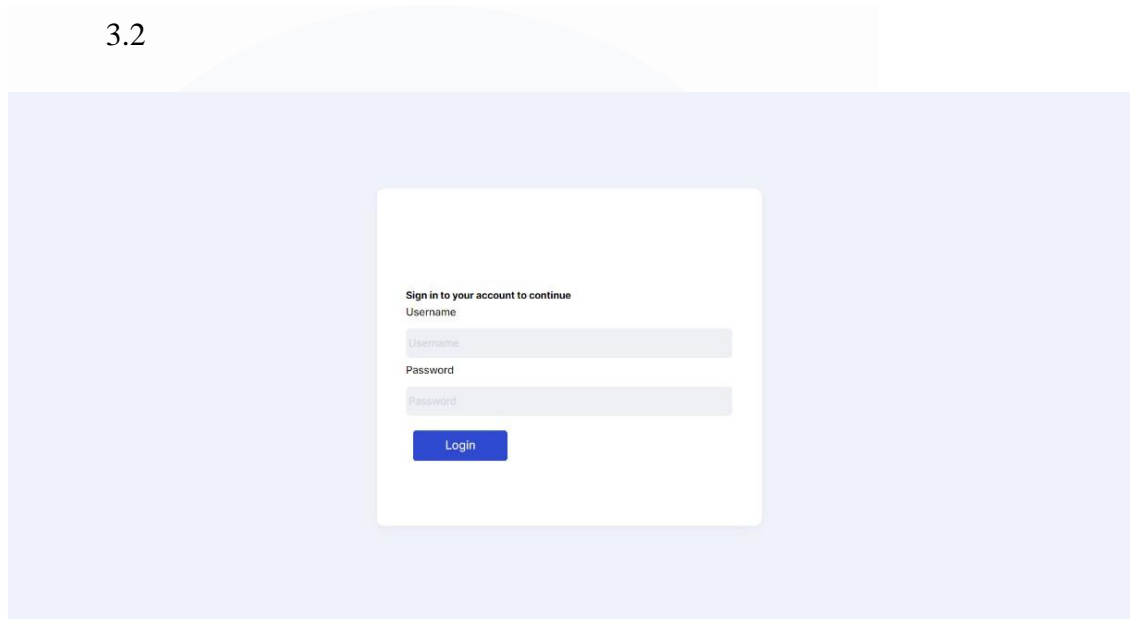 3.2
Sign in to your account to continue
Username
Username
Password
Password
Login